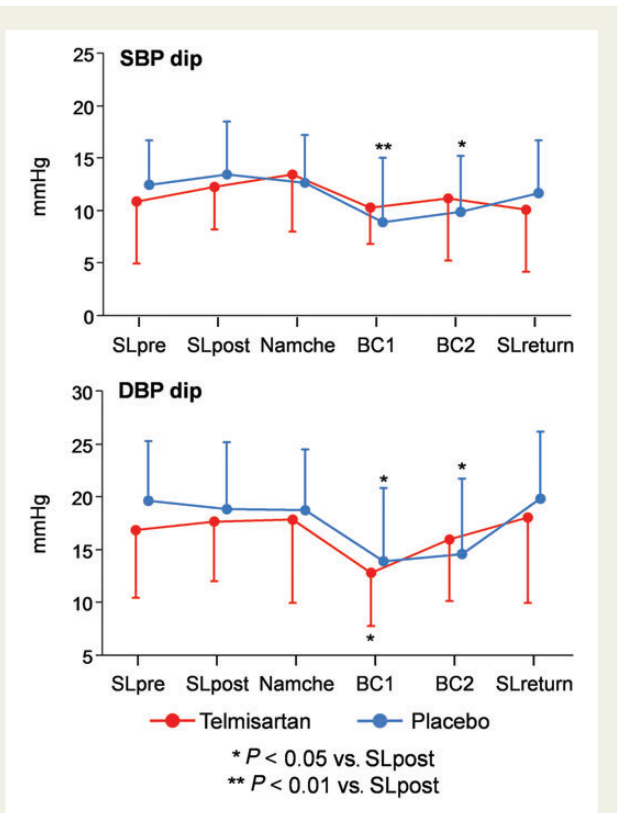 SBP dip
25
20
15
10
5
0
mmHg
** *
SLpre SLpost Namche BC1 BC2 SLreturn
DBP dip
30
25
20
15
10
5
mmHg
* *
*
SLpre SLpost Namche BC1 BC2 SLreturn
Telmisartan Placebo
* P < 0.05 vs. SLpost
** P < 0.01 vs. SLpost